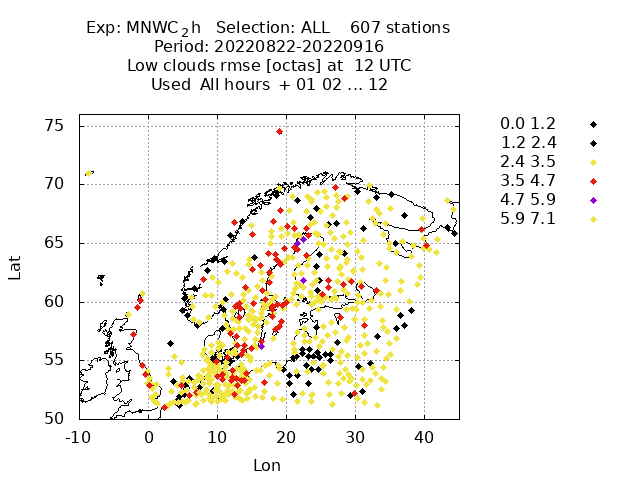 Exp: MNWC_2h   Selection: ALL    607 stations
Period: 20220822-20220916
Low clouds rmse [octas] at  12 UTC
Used  All hours  + 01 02 ... 12
0.0 1.2
1.2 2.4
2.4 3.5
3.5 4.7
4.7 5.9
5.9 7.1
75
70
65
60
55
50
Lat
-10 0 10 20 30 40
Lon